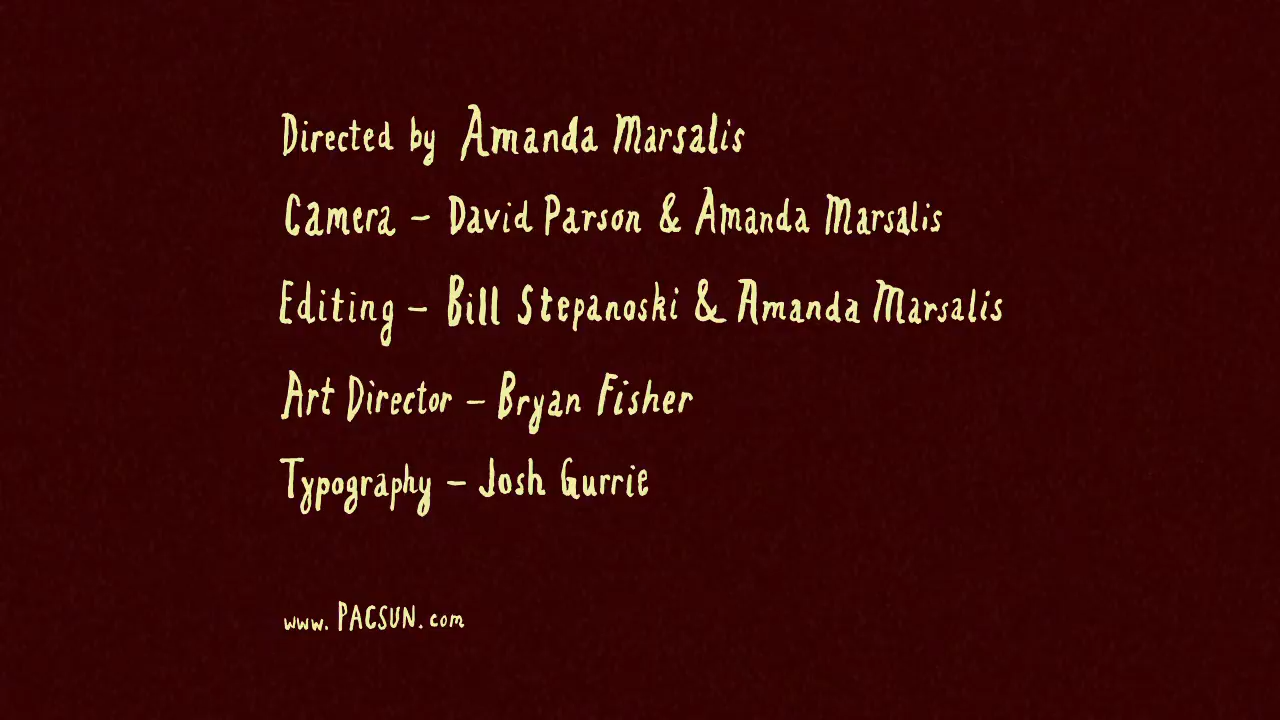 Directed by Amanda Marsalis
Camera – David Parson & Amanda Marsalis
Editing – Bill Stepanoski & Amanda Marsalis
Art Director – Bryan Fisher
Typography – Josh Gurrie
www.PACSUN.com